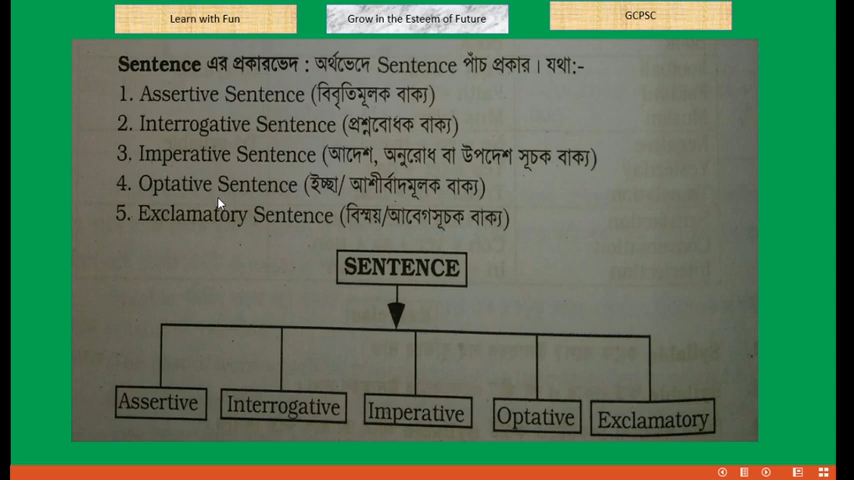 Learn with Fun
Grow in the Esteem of Future
GCPSC
Sentence এর প্রকারভেদ : অর্থভেদে Sentence পাঁচ প্রকার। যথা:-
1. Assertive Sentence (বিবৃতিমূলক বাক্য)
2. Interrogative Sentence (প্রশ্নবোধক বাক্য)
3. Imperative Sentence (আদেশ, অনুরোধ বা উপদেশ সূচক বাক্য)
4. Optative Sentence (ইচ্ছা/ আশীর্বাদমূলক বাক্য)
5. Exclamatory Sentence (বিস্ময়/আবেগসূচক বাক্য)
SENTENCE
Assertive Interrogative Imperative Optative Exclamatory